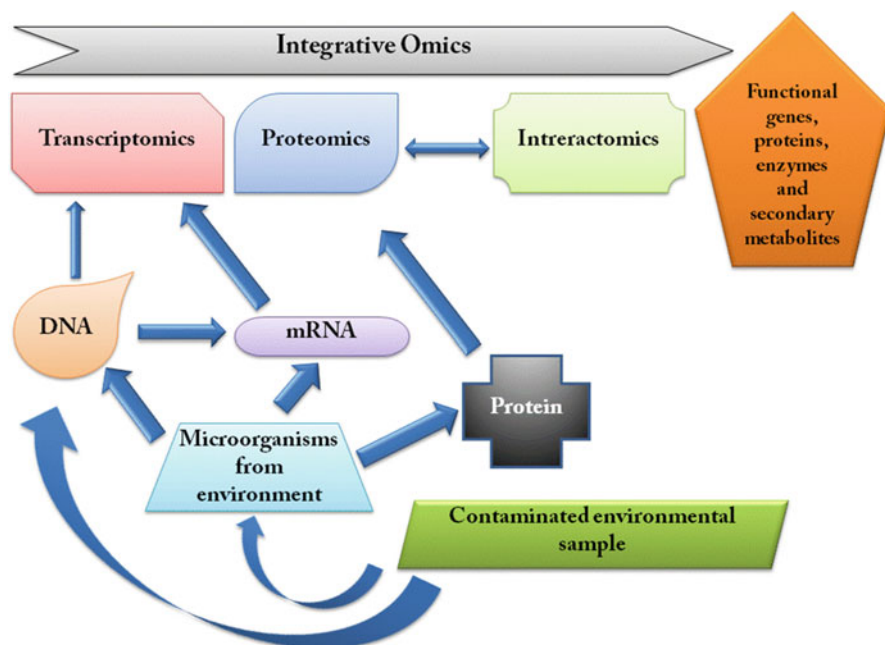 Integrative Omics
Transcriptomics
Proteomics
Intreractomics
Functional
genes,
proteins,
enzymes
and
secondary
metabolites
DNA
mRNA
Protein
Microorganisms
from
environment
Contaminated environmental
sample